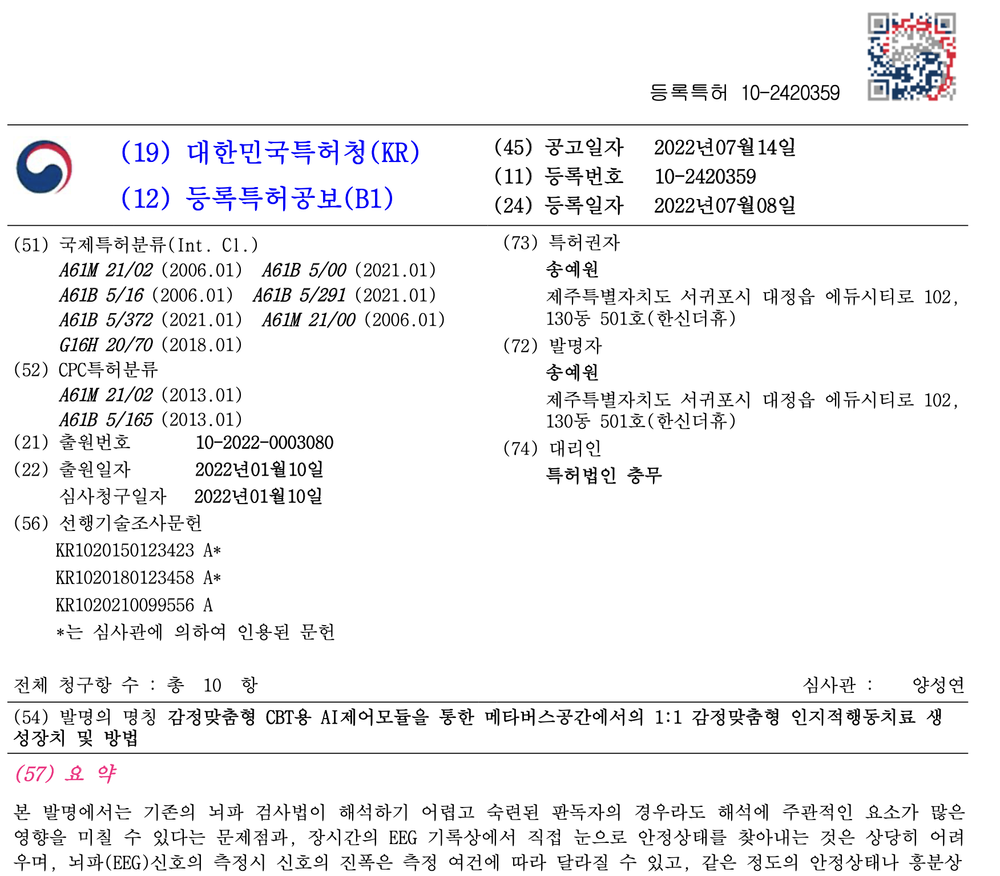 등록특허 10-2420359
(19) 대한민국특허청(KR)
(12) 등록특허공보(B1)
(45) 공고일자 2022년07월14일
(11) 등록번호 10-2420359
(24) 등록일자 2022년07월08일
(51) 국제특허분류(Int. Cl.)
A61M 21/02 (2006.01) A61B 5/00 (2021.01)
A61B 5/16 (2006.01) A61B 5/291 (2021.01)
A61B 5/372 (2021.01) A61M 21/00 (2006.01)
G16H 20/70 (2018.01)
(52) CPC특허분류
A61M 21/02 (2013.01)
A61B 5/165 (2013.01)
(21) 출원번호 10-2022-0003080
(22) 출원일자 2022년01월10일
심사청구일자 2022년01월10일
(56) 선행기술조사문헌
KR1020150123423 A*
KR1020180123458 A*
KR1020210099556 A
*는 심사관에 의하여 인용된 문헌
(73) 특허권자
송예원
제주특별자치도 서귀포시 대정읍 에듀시티로 102,
130동 501호(한신더휴)
(72) 발명자
송예원
제주특별자치도 서귀포시 대정읍 에듀시티로 102,
130동 501호(한신더휴)
(74) 대리인
특허법인 충무
전체 청구항 수 : 총 10 항 심사관 : 양성연
(54) 발명의 명칭 감정맞춤형 CBT용 AI제어모듈을 통한 메타버스공간에서의 1:1 감정맞춤형 인지적행동치료 생
성장치 및 방법
(57) 요 약
본 발명에서는 기존의 뇌파 검사법이 해석하기 어렵고 숙련된 판독자의 경우라도 해석에 주관적인 요소가 많은
영향을 미칠 수 있다는 문제점과, 장시간의 EEG 기록상에서 직접 눈으로 안정상태를 찾아내는 것은 상당히 어려
우며, 뇌파(EEG)신호의 측정시 신호의 진폭은 측정 여건에 따라 달라질 수 있고, 같은 정도의 안정상태나 흥분상